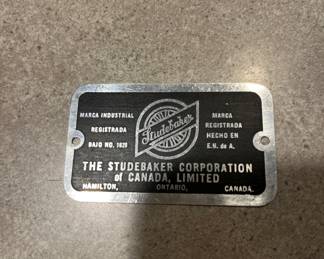 MARCA INDUSTRIAL
REGISTRADA
BAJO NO. 1629
Studebaker
MARCA
REGISTRADA
HECHO EN
E.U. de A.
THE STUDEBAKER CORPORATION
of CANADA, LIMITED
HAMILTON, ONTARIO, CANADA.